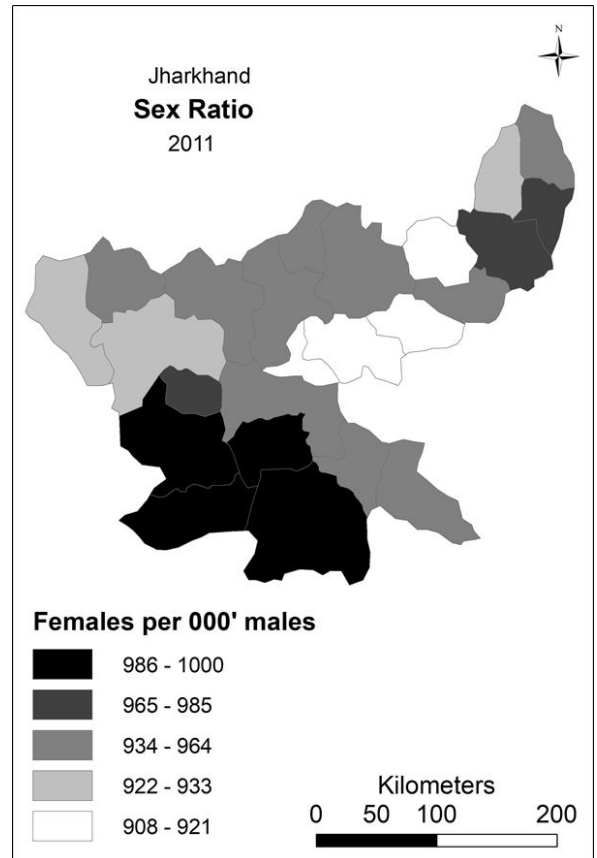 N
Jharkhand
Sex Ratio
2011
Females per 000' males
986 - 1000
965 - 985
934 - 964
922 - 933
908 - 921
Kilometers
0 50 100 200